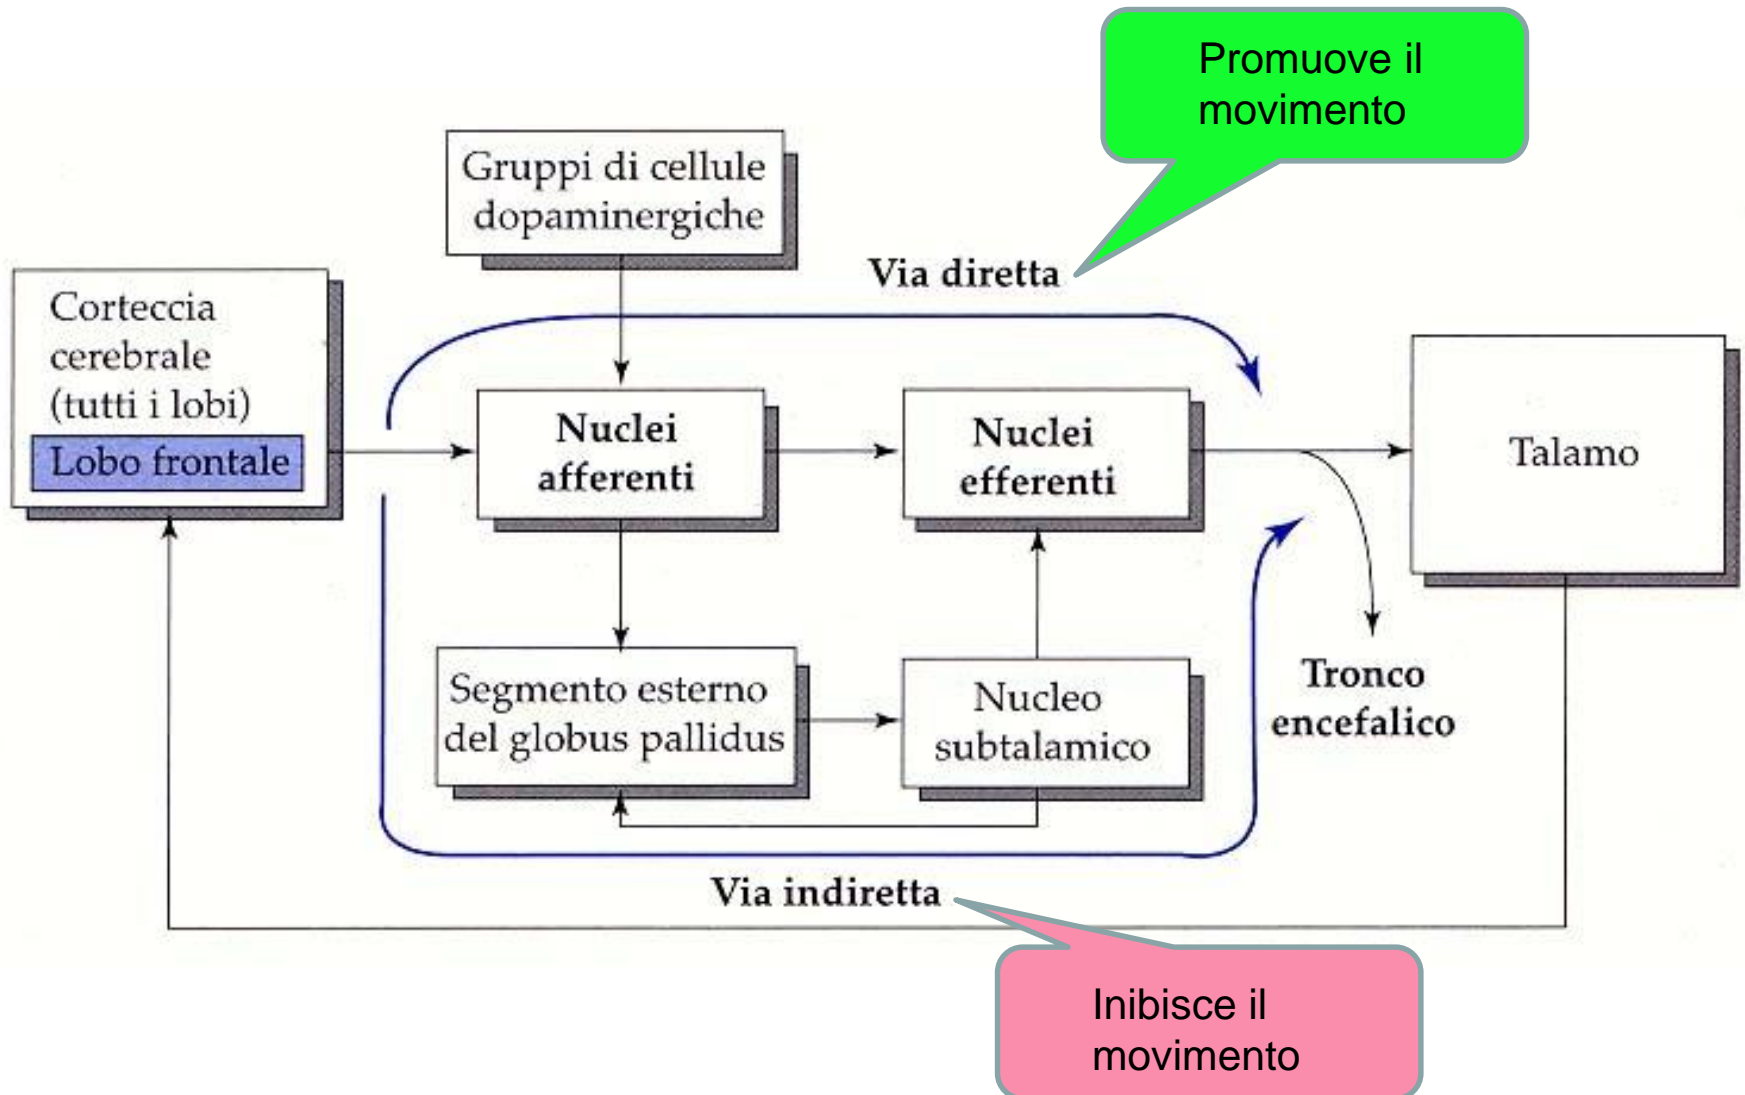 Promuove il
movimento
Gruppi di cellule
dopaminergiche
Via diretta
Corteccia
cerebrale
(tutti i lobi)
Lobo frontale
Nuclei
afferenti
Nuclei
efferenti
Talamo
Segmento esterno
del globus pallidus
Nucleo
subtalamico
Tronco
encefalico
Via indiretta
Inibisce il
movimento